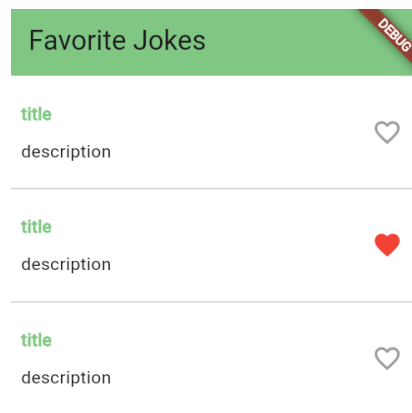 Favorite Jokes
DEBUG
title
description
title
description
title
description